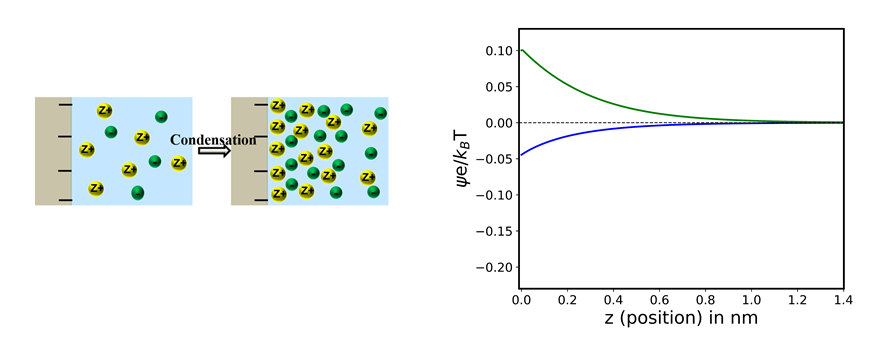 Z+
Z+
Z+
Z+
Z+
Z+
Condensation
Z+
Z+
Z+
Z+
Z+
Z+
Z+
Z+
Z+
Z+
Z+
Z+
Z+
ψe/k_BT
0.10
0.05
0.00
−0.05
−0.10
−0.15
−0.20
0.0 0.2 0.4 0.6 0.8 1.0 1.2 1.4
z (position) in nm